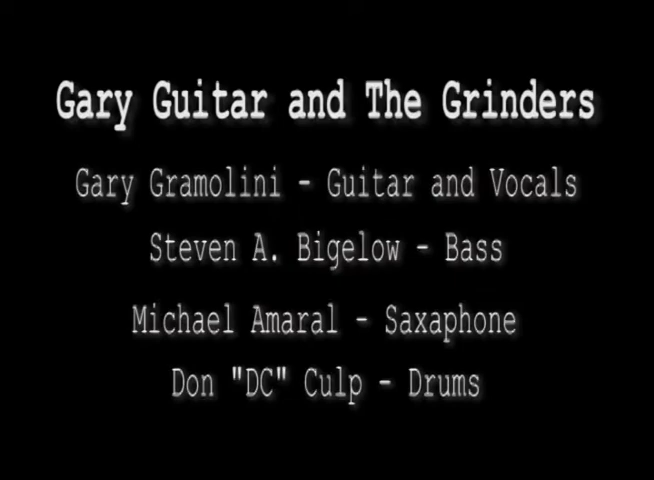 Gary Guitar and The Grinders
Gary Gramolini - Guitar and Vocals
Steven A. Bigelow - Bass
Michael Amaral - Saxaphone
Don "DC" Culp - Drums